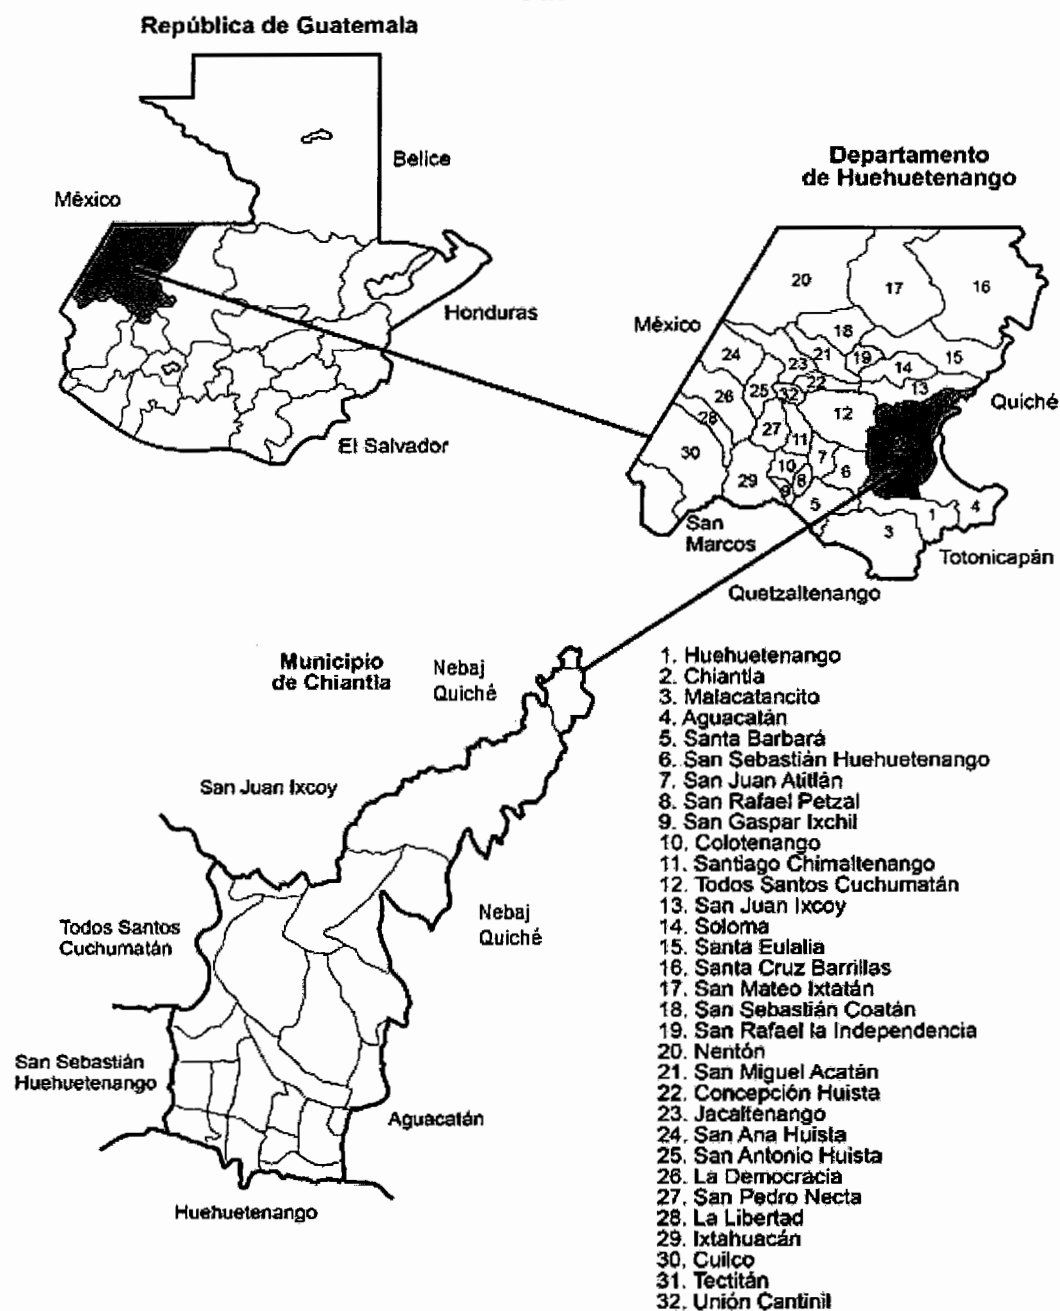 República de Guatemala
Belice
México
Honduras
El Salvador
Departamento
de Huehuetenango
20
17
16
México
18
24
23
21
19
14
15
13
Quiché
26
25
32
22
12
28
27
11
30
7
6
10
8
29
9
5
3
1
4
San
Marcos
Totonicapán
Quetzaltenango
Municipio
de Chiantla
Nebaj
Quiché
San Juan Ixcoy
Todos Santos
Cuchumatán
Nebaj
Quiché
San Sebastián
Huehuetenango
Aguacatán
Huehuetenango
1. Huehuetenango
2. Chiantla
3. Malacatancito
4. Aguacatán
5. Santa Barbará
6. San Sebastián Huehuetenango
7. San Juan Atitlán
8. San Rafael Petzal
9. San Gaspar Ixchil
10. Colotenango
11. Santiago Chimaltenango
12. Todos Santos Cuchumatán
13. San Juan Ixcoy
14. Soloma
15. Santa Eulalia
16. Santa Cruz Barrillas
17. San Mateo Ixtatán
18. San Sebastián Coatán
19. San Rafael la Independencia
20. Nentón
21. San Miguel Acatán
22. Concepción Huista
23. Jacaltenango
24. San Ana Huista
25. San Antonio Huista
26. La Democracia
27. San Pedro Necta
28. La Libertad
29. Ixtahuacán
30. Cuilco
31. Tectitán
32. Unión Cantinil